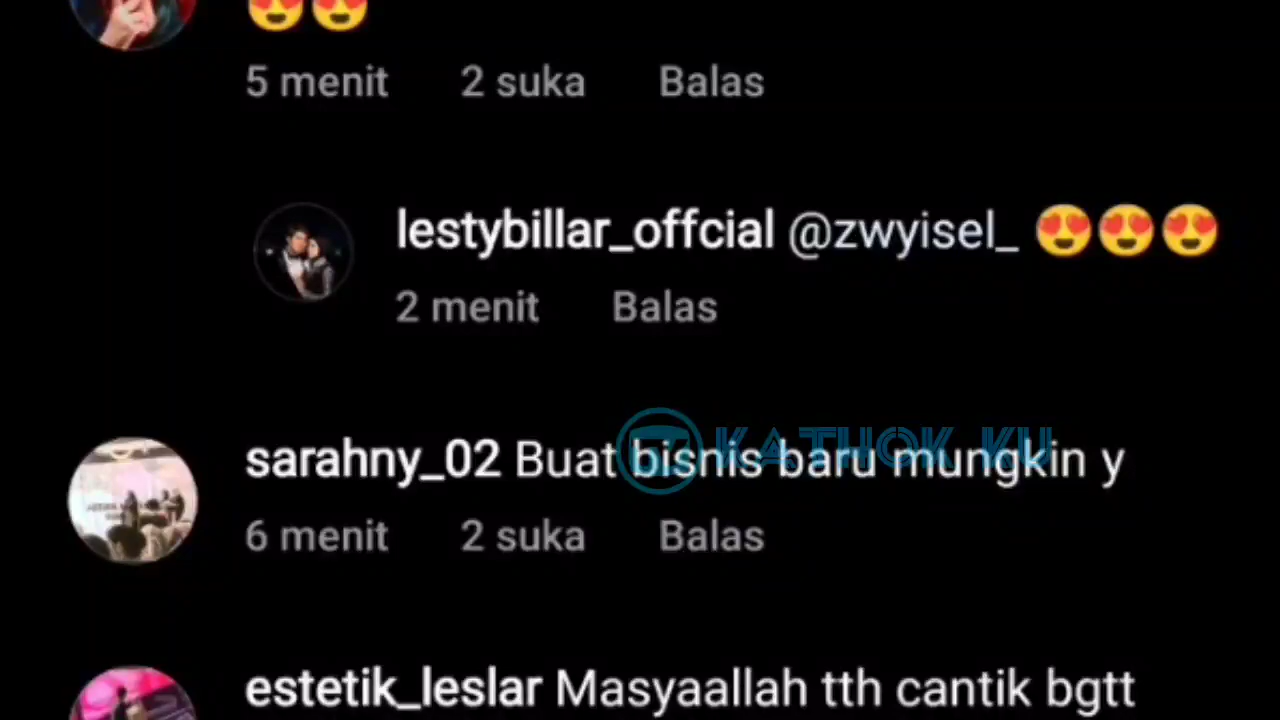 😍😍
5 menit 2 suka Balas
lestybillar_offcial @zwyisel_ 😍😍😍
2 menit Balas
KATHOK KU
sarahny_02 Buat bisnis baru mungkin y
6 menit 2 suka Balas
estetik_leslar Masyaallah tth cantik bgtt